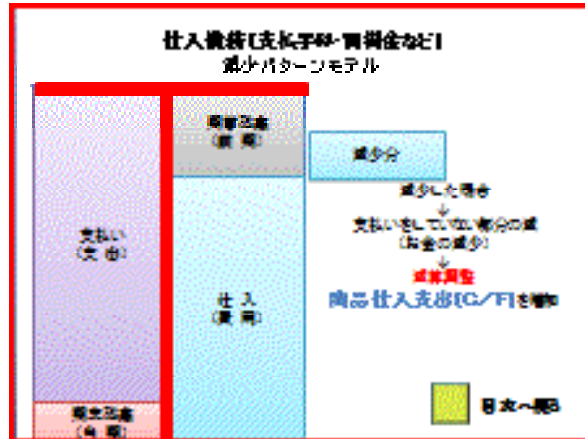 仕入債務[支払手形・買掛金など]
減少パターンモデル
期首残高
(前 期)
減少分
減少した場合
↓
支払いをしていない部分の減
(お金の減少)
↓
減算調整
商品仕入支出[C/F]を増加
支払い
(支 出)
仕 入
(費 用)
期末残高
(当 期)
目次へ戻る